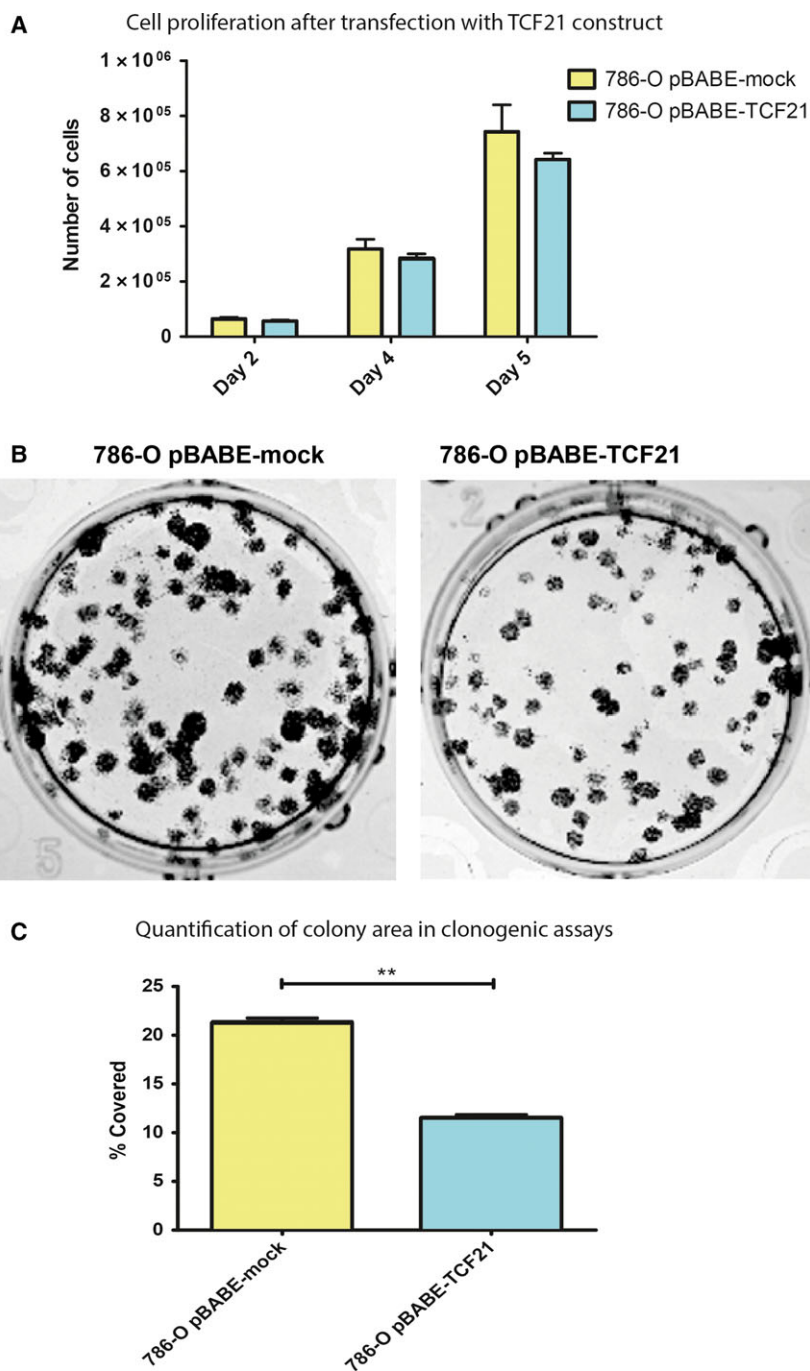 A
Cell proliferation after transfection with TCF21 construct
1 × 10⁰⁶
8 × 10⁰⁵
6 × 10⁰⁵
4 × 10⁰⁵
2 × 10⁰⁵
0
Number of cells
786-O pBABE-mock
786-O pBABE-TCF21
Day 2
Day 4
Day 5
B
786-O pBABE-mock
786-O pBABE-TCF21
5
2
C
Quantification of colony area in clonogenic assays
**
25
20
15
10
5
0
% Covered
786-O pBABE-mock
786-O pBABE-TCF21